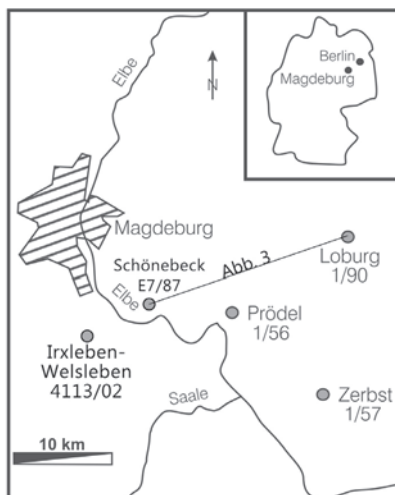 Elbe
N
Berlin
Magdeburg
Magdeburg
Schönebeck
E7/87
Abb. 3
Loburg
1/90
Elbe
Prödel
1/56
Irxleben-
Welsleben
4113/02
Saale
Zerbst
1/57
10 km